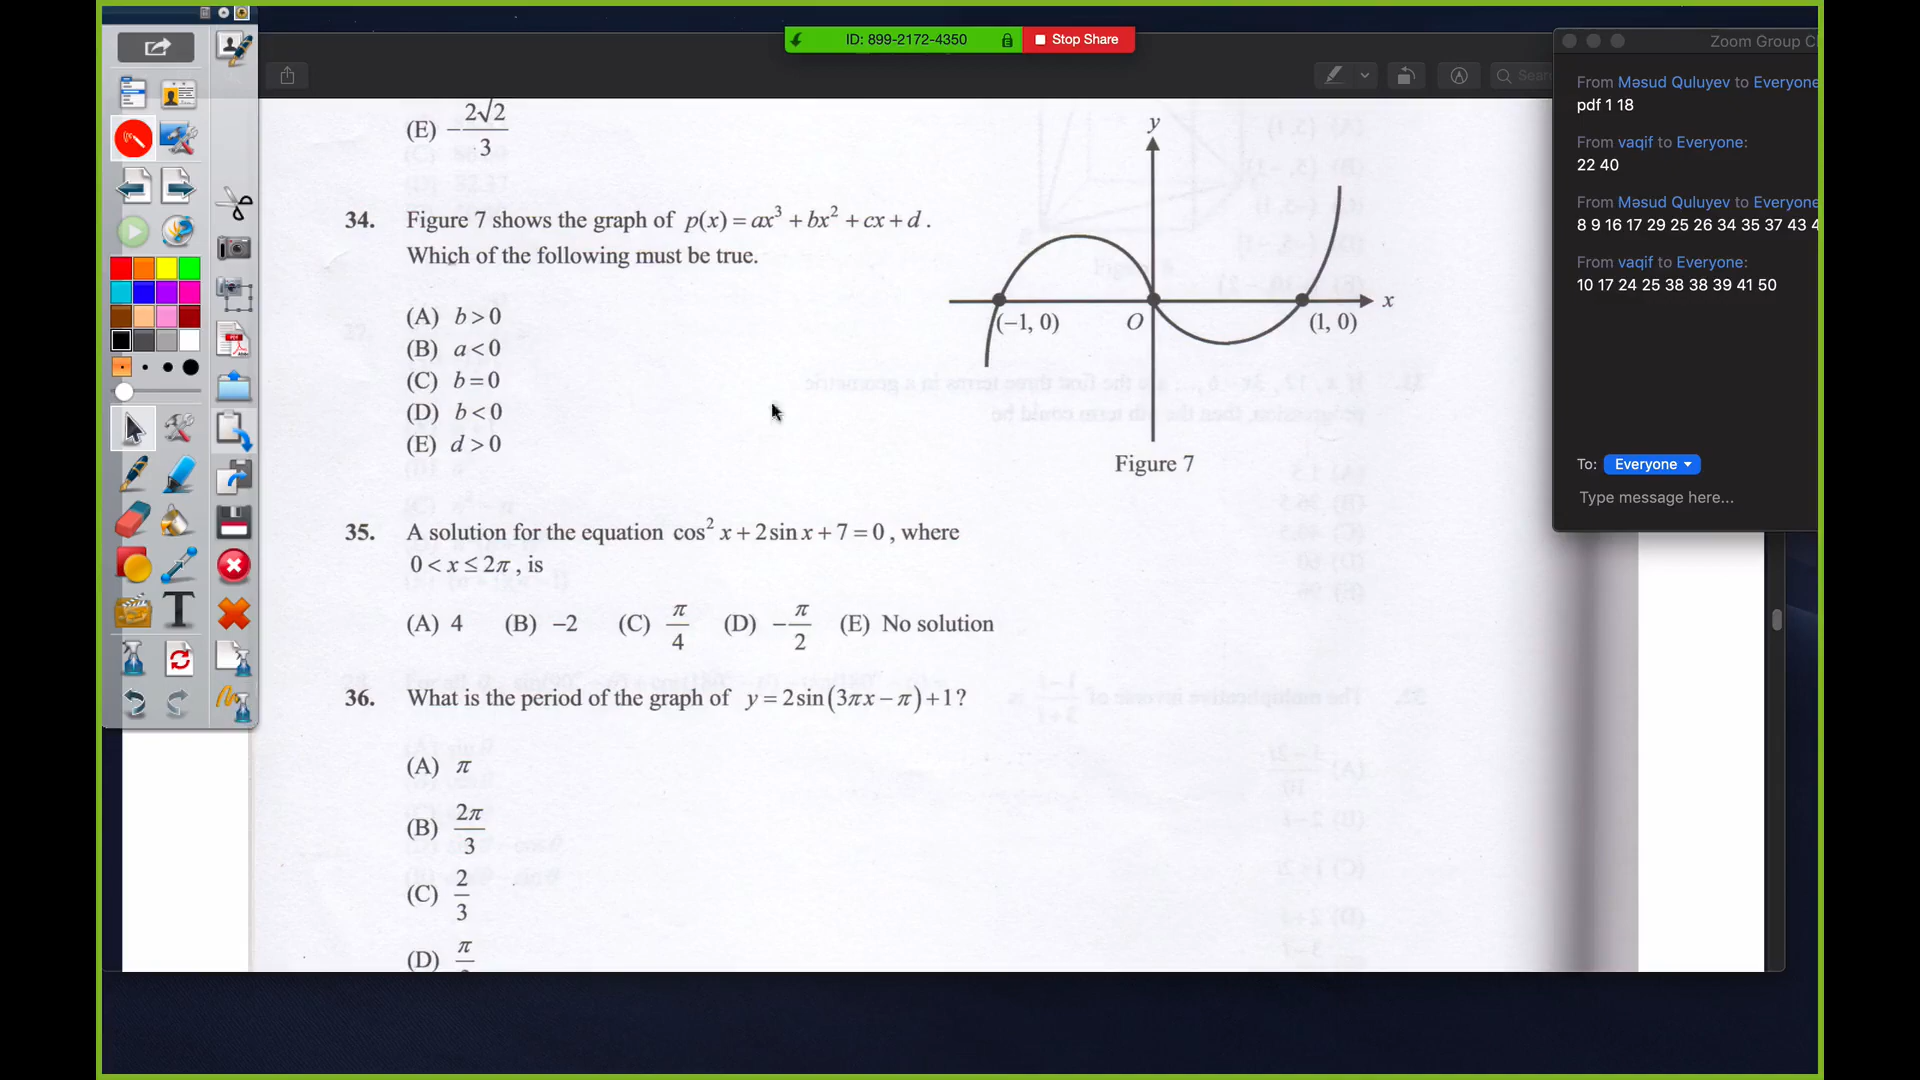 ID: 899-2172-4350
Stop Share
Zoom Group C
From Məsud Quluyev to Everyone
pdf 1 18
From vaqif to Everyone:
22 40
From Məsud Quluyev to Everyone
8 9 16 17 29 25 26 34 35 37 43 4
From vaqif to Everyone:
10 17 24 25 38 38 39 41 50
To: Everyone
Type message here...
(E) −2√2/3
34. Figure 7 shows the graph of p(x) = ax³ + bx² + cx + d .
Which of the following must be true.
(A) b > 0
(B) a < 0
(C) b = 0
(D) b < 0
(E) d > 0
y
x
(−1, 0)
O
(1, 0)
Figure 7
35. A solution for the equation cos² x + 2 sin x + 7 = 0 , where
0 < x ≤ 2π , is
(A) 4 (B) −2 (C) π/4 (D) −π/2 (E) No solution
36. What is the period of the graph of y = 2 sin(3πx − π) + 1 ?
(A) π
(B) 2π/3
(C) 2/3
(D) π